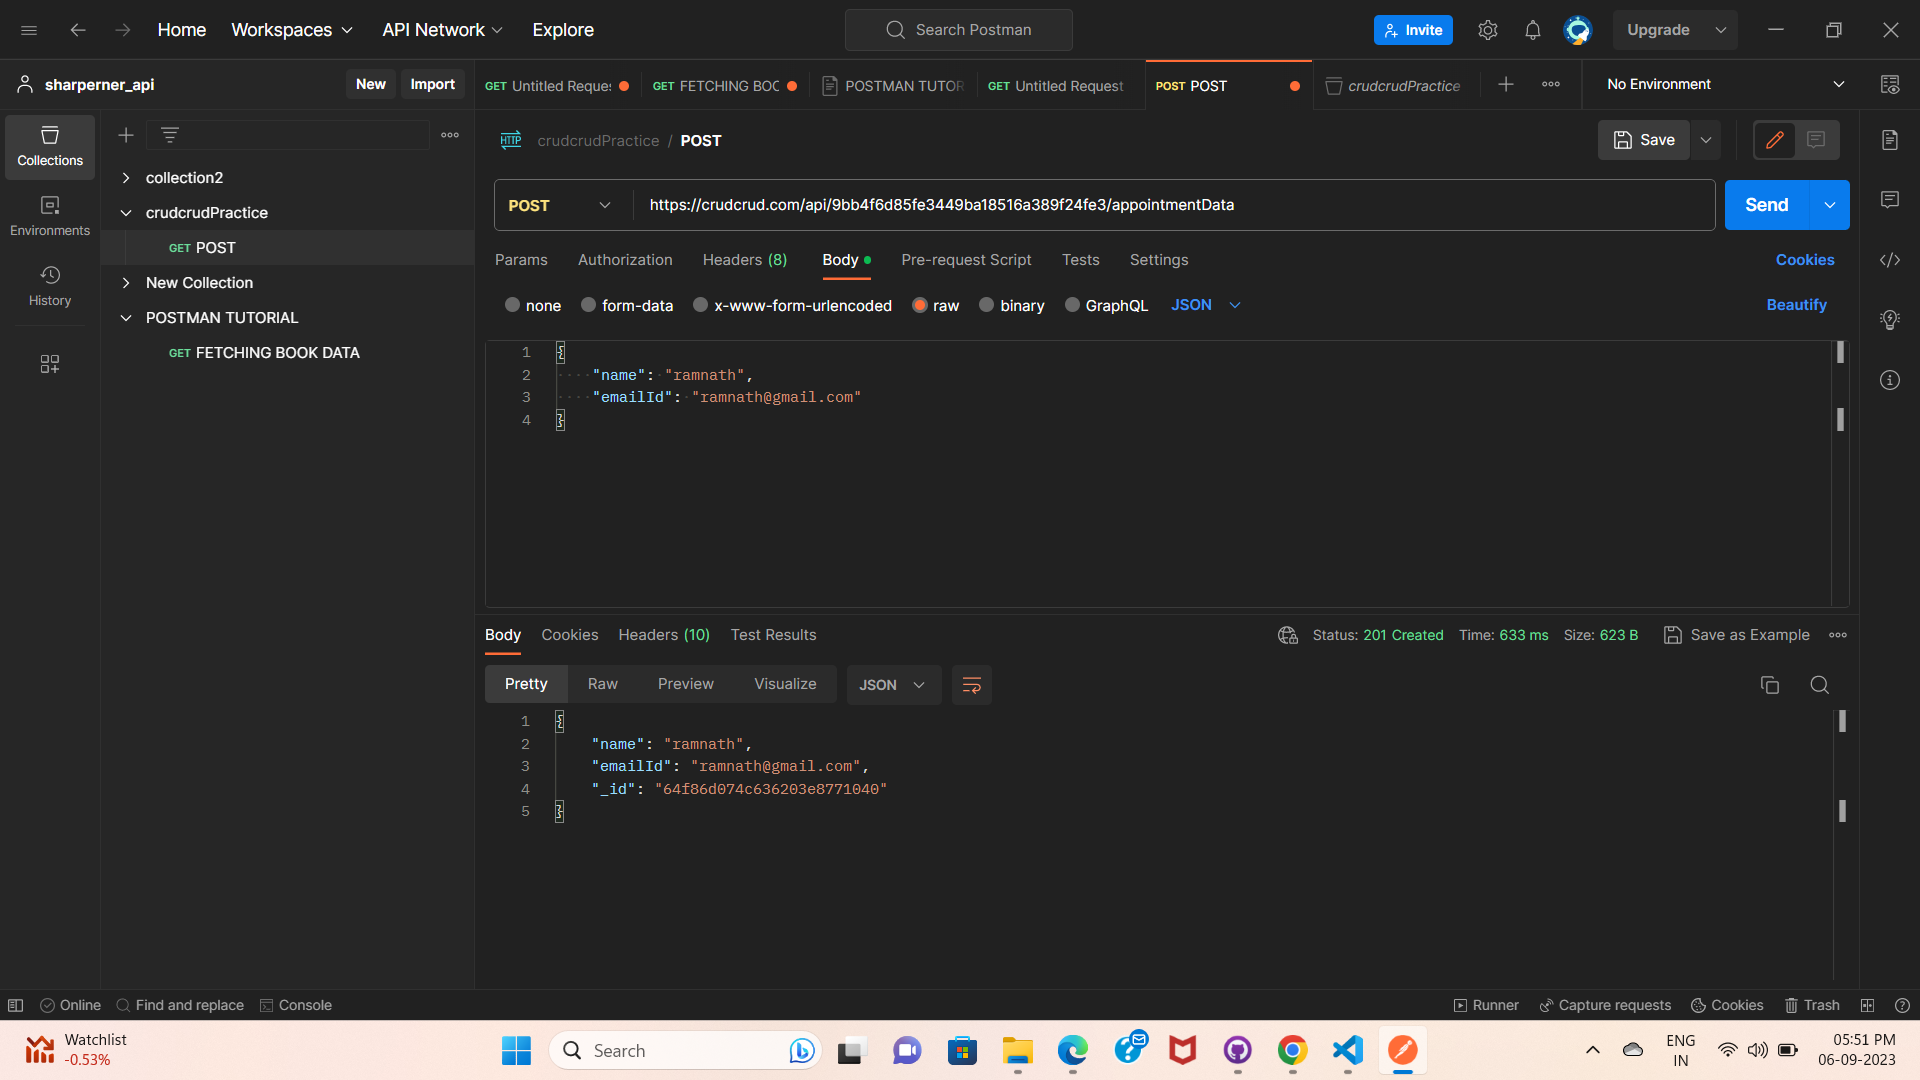 Home Workspaces API Network Explore Search Postman Invite Upgrade
sharperner_api New Import GET Untitled Reques GET FETCHING BOO POSTMAN TUTOR GET Untitled Request POST POST crudcrudPractice No Environment
Collections
Environments
History
collection2
crudcrudPractice
GET POST
New Collection
POSTMAN TUTORIAL
GET FETCHING BOOK DATA
HTTP crudcrudPractice / POST Save
POST https://crudcrud.com/api/9bb4f6d85fe3449ba18516a389f24fe3/appointmentData Send
Params Authorization Headers (8) Body Pre-request Script Tests Settings Cookies
none form-data x-www-form-urlencoded raw binary GraphQL JSON Beautify
1 {
2 "name": "ramnath",
3 "emailId": "ramnath@gmail.com"
4 }
Body Cookies Headers (10) Test Results Status: 201 Created Time: 633 ms Size: 623 B Save as Example
Pretty Raw Preview Visualize JSON
1 {
2 "name": "ramnath",
3 "emailId": "ramnath@gmail.com",
4 "_id": "64f86d074c636203e8771040"
5 }
Online Find and replace Console Runner Capture requests Cookies Trash
Watchlist
-0.53%
Search
ENG
IN
05:51 PM
06-09-2023